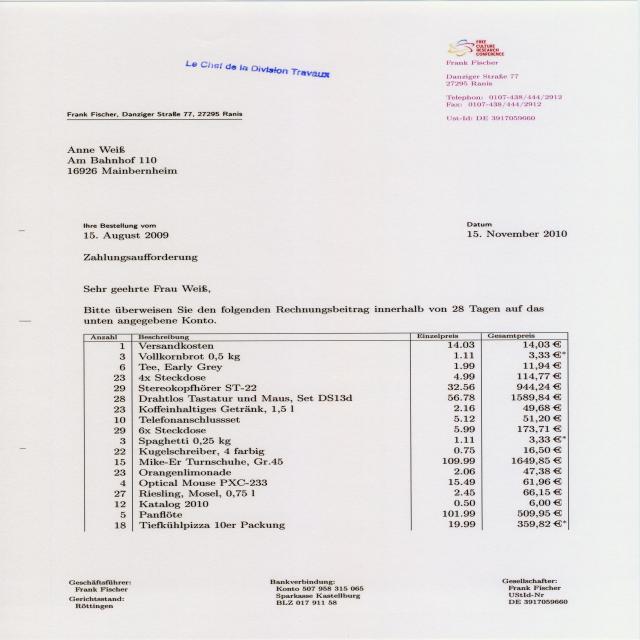 FREE
CULTURE
RESEARCH
CONFERENCE
Frank Fischer
Danziger Straße 77
27295 Ranis
Telephon: 0107-438/444/2912
Fax: 0107-438/444/2912
Ust-Id: DE 3917059660
Le Chef de la Division Travaux
Frank Fischer, Danziger Straße 77, 27295 Ranis
Anne Weiß
Am Bahnhof 110
16926 Mainbernheim
Ihre Bestellung vom
15. August 2009
Datum
15. November 2010
Zahlungsaufforderung
Sehr geehrte Frau Weiß,
Bitte überweisen Sie den folgenden Rechnungsbeitrag innerhalb von 28 Tagen auf das
unten angegebene Konto.
Anzahl Beschreibung Einzelpreis Gesamtpreis
1 Versandkosten 14.03 14,03 €
3 Vollkornbrot 0,5 kg 1.11 3,33 €*
6 Tee, Early Grey 1.99 11,94 €
23 4x Steckdose 4.99 114,77 €
29 Stereokopfhörer ST-22 32.56 944,24 €
28 Drahtlos Tastatur und Maus, Set DS13d 56.78 1589,84 €
23 Koffeinhaltiges Getränk, 1,5 l 2.16 49,68 €
10 Telefonanschlussset 5.12 51,20 €
29 6x Steckdose 5.99 173,71 €
3 Spaghetti 0,25 kg 1.11 3,33 €*
22 Kugelschreiber, 4 farbig 0.75 16,50 €
15 Mike-Er Turnschuhe, Gr.45 109.99 1649,85 €
23 Orangenlimonade 2.06 47,38 €
4 Optical Mouse PXC-233 15.49 61,96 €
27 Riesling, Mosel, 0,75 l 2.45 66,15 €
12 Katalog 2010 0.50 6,00 €
5 Panflöte 101.99 509,95 €
18 Tiefkühlpizza 10er Packung 19.99 359,82 €*
Geschäftsführer:
Frank Fischer
Gerichtsstand:
Röttingen
Bankverbindung:
Konto 507 958 315 065
Sparkasse Kastellburg
BLZ 017 911 58
Gesellschafter:
Frank Fischer
UStId-Nr
DE 3917059660